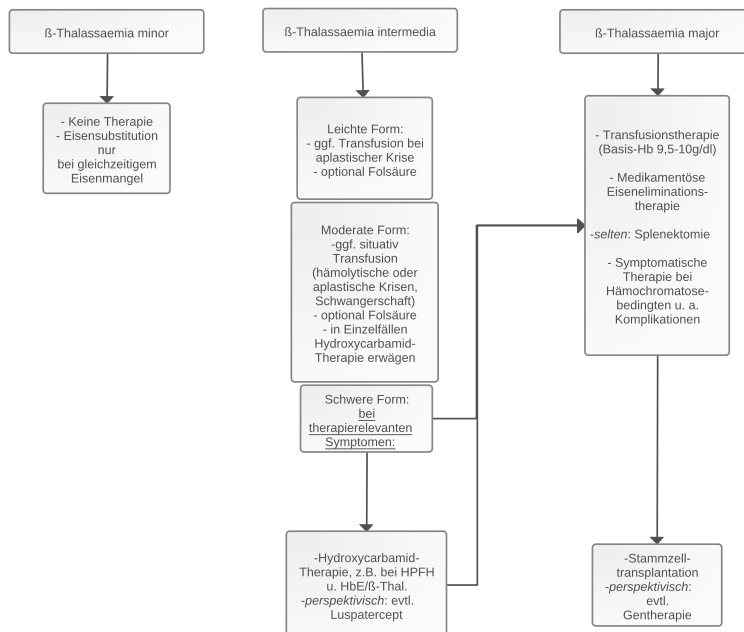 ß-Thalassaemia minor
- Keine Therapie
- Eisensubstitution
nur
bei gleichzeitigem
Eisenmangel
ß-Thalassaemia intermedia
Leichte Form:
- ggf. Transfusion bei
aplastischer Krise
- optional Folsäure
Moderate Form:
-ggf. situativ
Transfusion
(hämolytische oder
aplastische Krisen,
Schwangerschaft)
- optional Folsäure
- in Einzelfällen
Hydroxycarbamid-
Therapie erwägen
Schwere Form:
bei
therapierelevanten
Symptomen:
-Hydroxycarbamid-
Therapie, z.B. bei HPFH
u. HbE/ß-Thal.
-perspektivisch: evtl.
Luspatercept
ß-Thalassaemia major
- Transfusionstherapie
(Basis-Hb 9,5-10g/dl)
- Medikamentöse
Eiseneliminations-
therapie
-selten: Splenektomie
- Symptomatische
Therapie bei
Hämochromatose-
bedingten u. a.
Komplikationen
-Stammzell-
transplantation
-perspektivisch:
evtl.
Gentherapie